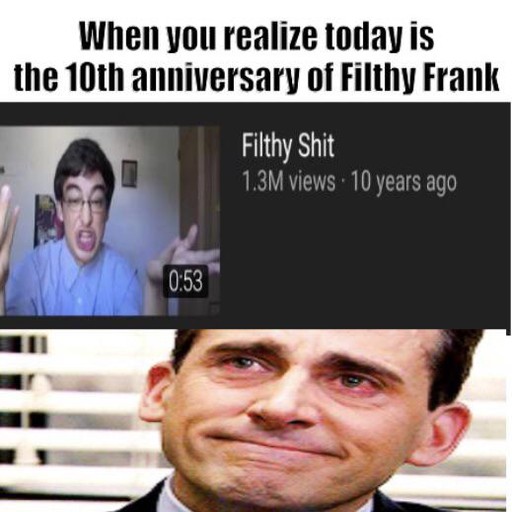 When you realize today is
the 10th anniversary of Filthy Frank
Filthy Shit
1.3M views · 10 years ago
0:53